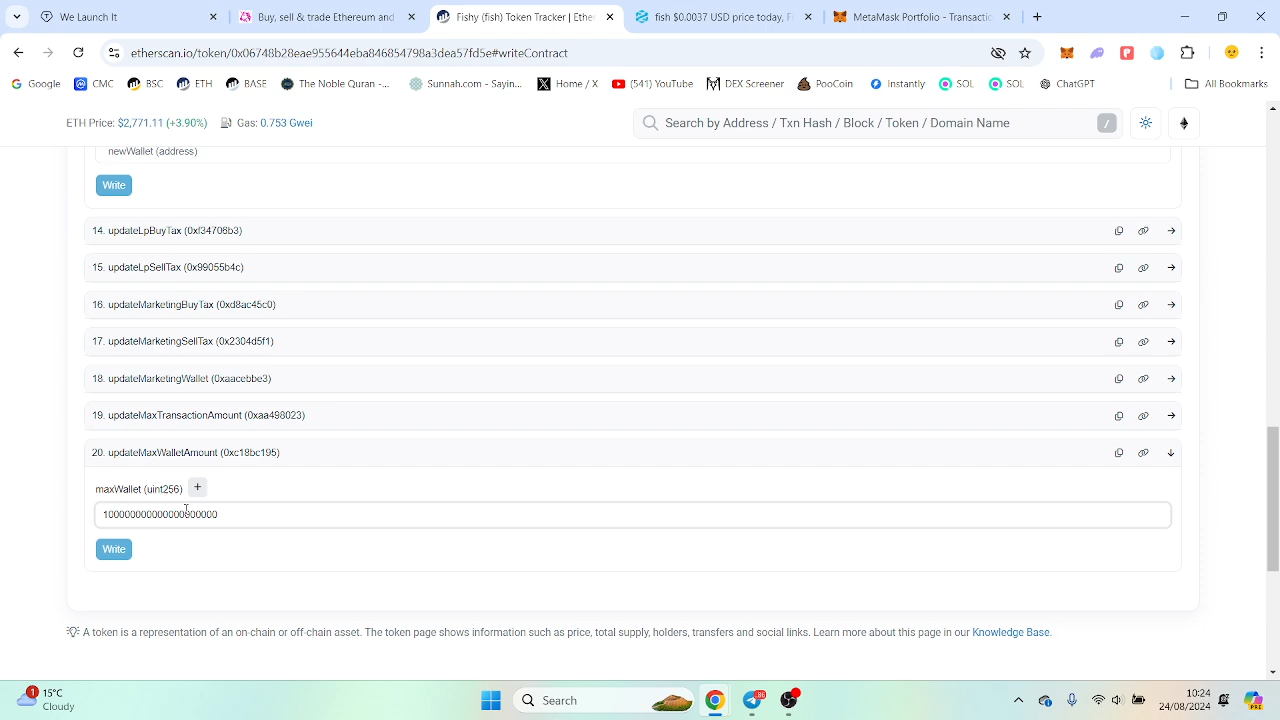 We Launch
Buy, sell & trade Ethereum and
Fishy (fish) Token Tracker | Ether
fish $0.0037 USD price today, F
MetaMask Portfolio - Transactic
etherscan.io/token/0x06748b28eae955644eba846854798a3dea57fd5e#writeContract
Google CMC BSC ETH BASE The Noble Quran -... Sunnah.com - Sayin... Home / X (541) YouTube DEX Screener PooCoin Instantly SOL SOL ChatGPT All Bookmarks
ETH Price: $2,771.11 (+3.90%) Gas: 0.753 Gwei
Search by Address / Txn Hash / Block / Token / Domain Name /
newWallet (address)
Write
14. updateLpBuyTax (0xf34708b3)
15. updateLpSellTax (0x99055b4c)
16. updateMarketingBuyTax (0xd8ac45c0)
17. updateMarketingSellTax (0x2304d5f1)
18. updateMarketingWallet (0xaacebbe3)
19. updateMaxTransactionAmount (0xaa498023)
20. updateMaxWalletAmount (0xc18bc195)
maxWallet (uint256) +
Write
A token is a representation of an on-chain or off-chain asset. The token page shows information such as price, total supply, holders, transfers and social links. Learn more about this page in our Knowledge Base.
1
15°C
Cloudy
Search
10:24
24/08/2024